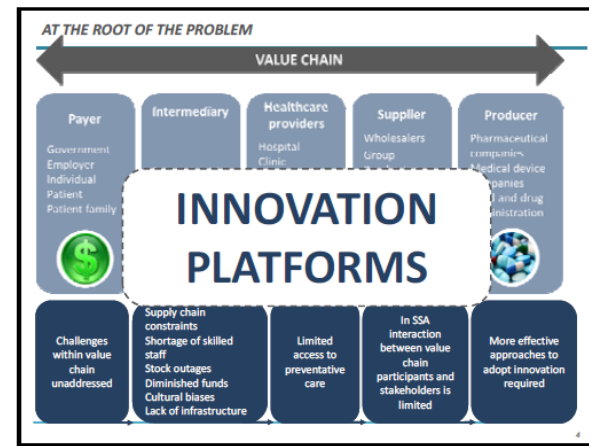 AT THE ROOT OF THE PROBLEM
VALUE CHAIN
Payer
Government
Employer
Individual
Patient
Patient family
Intermediary
Healthcare
providers
Hospital
Clinic
Supplier
Wholesalers
Group
Producer
Pharmaceutical
companies
Medical device
and drug
INNOVATION
PLATFORMS
$
Challenges
within value
chain
unaddressed
Supply chain
constraints
Shortage of skilled
staff
Stock outages
Diminished funds
Cultural biases
Lack of infrastructure
Limited
access to
preventative
care
In SSA
interaction
between value
chain
participants and
stakeholders is
limited
More effective
approaches to
adopt innovation
required
4